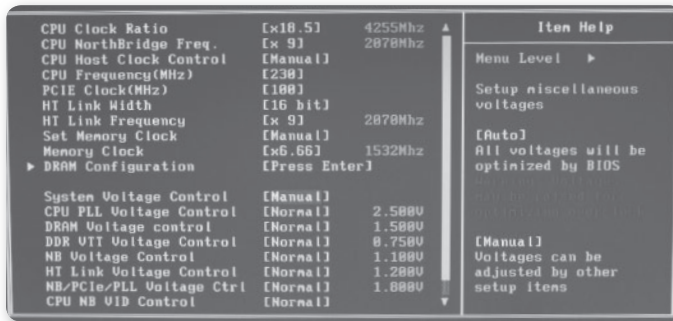 CPU Clock Ratio [x18.5] 4255Mhz
CPU NorthBridge Freq. [x 9] 2070Mhz
CPU Host Clock Control [Manual]
CPU Frequency(MHz) [230]
PCIE Clock(MHz) [100]
HT Link Width [16 bit]
HT Link Frequency [x 9] 2070Mhz
Set Memory Clock [Manual]
Memory Clock [x6.66] 1532Mhz
DRAM Configuration [Press Enter]
System Voltage Control [Manual]
CPU PLL Voltage Control [Normal] 2.500V
DRAM Voltage control [Normal] 1.500V
DDR VTT Voltage Control [Normal] 0.750V
NB Voltage Control [Normal] 1.100V
HT Link Voltage Control [Normal] 1.200V
NB/PCIe/PLL Voltage Ctrl [Normal] 1.800V
CPU NB VID Control [Normal]
Item Help
Menu Level
Setup miscellaneous
voltages
[Auto]
All voltages will be
optimized by BIOS
[Manual]
Voltages can be
adjusted by other
setup items